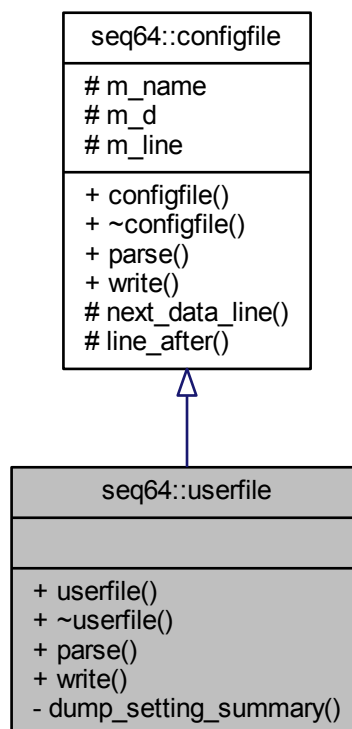 seq64::configfile
# m_name
# m_d
# m_line
+ configfile()
+ ~configfile()
+ parse()
+ write()
# next_data_line()
# line_after()
seq64::userfile
+ userfile()
+ ~userfile()
+ parse()
+ write()
- dump_setting_summary()